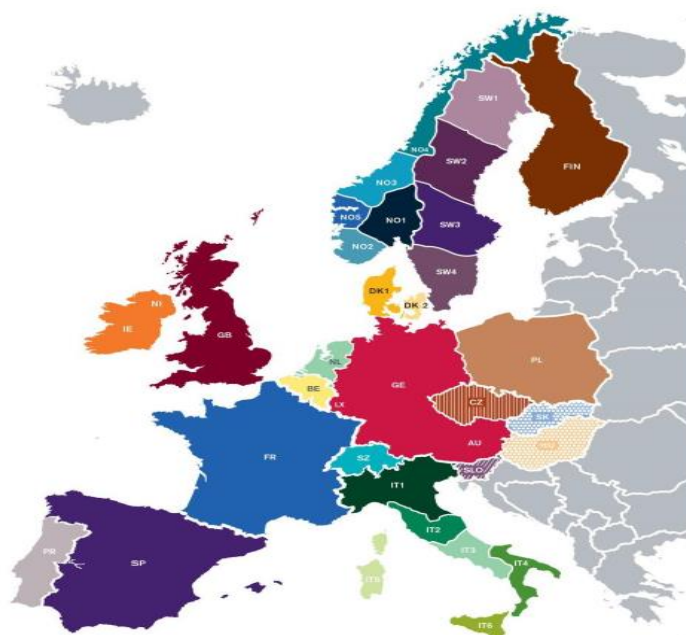 SW1
NO4
SW2
FIN
NO3
NO5
NO1
SW3
NO2
SW4
DK1
DK 2
NI
IE
GB
NL
PL
BE
GE
LX
CZ
SK
AU
FR
SZ
SLO
IT1
IT2
PR
SP
IT3
IT4
IT6